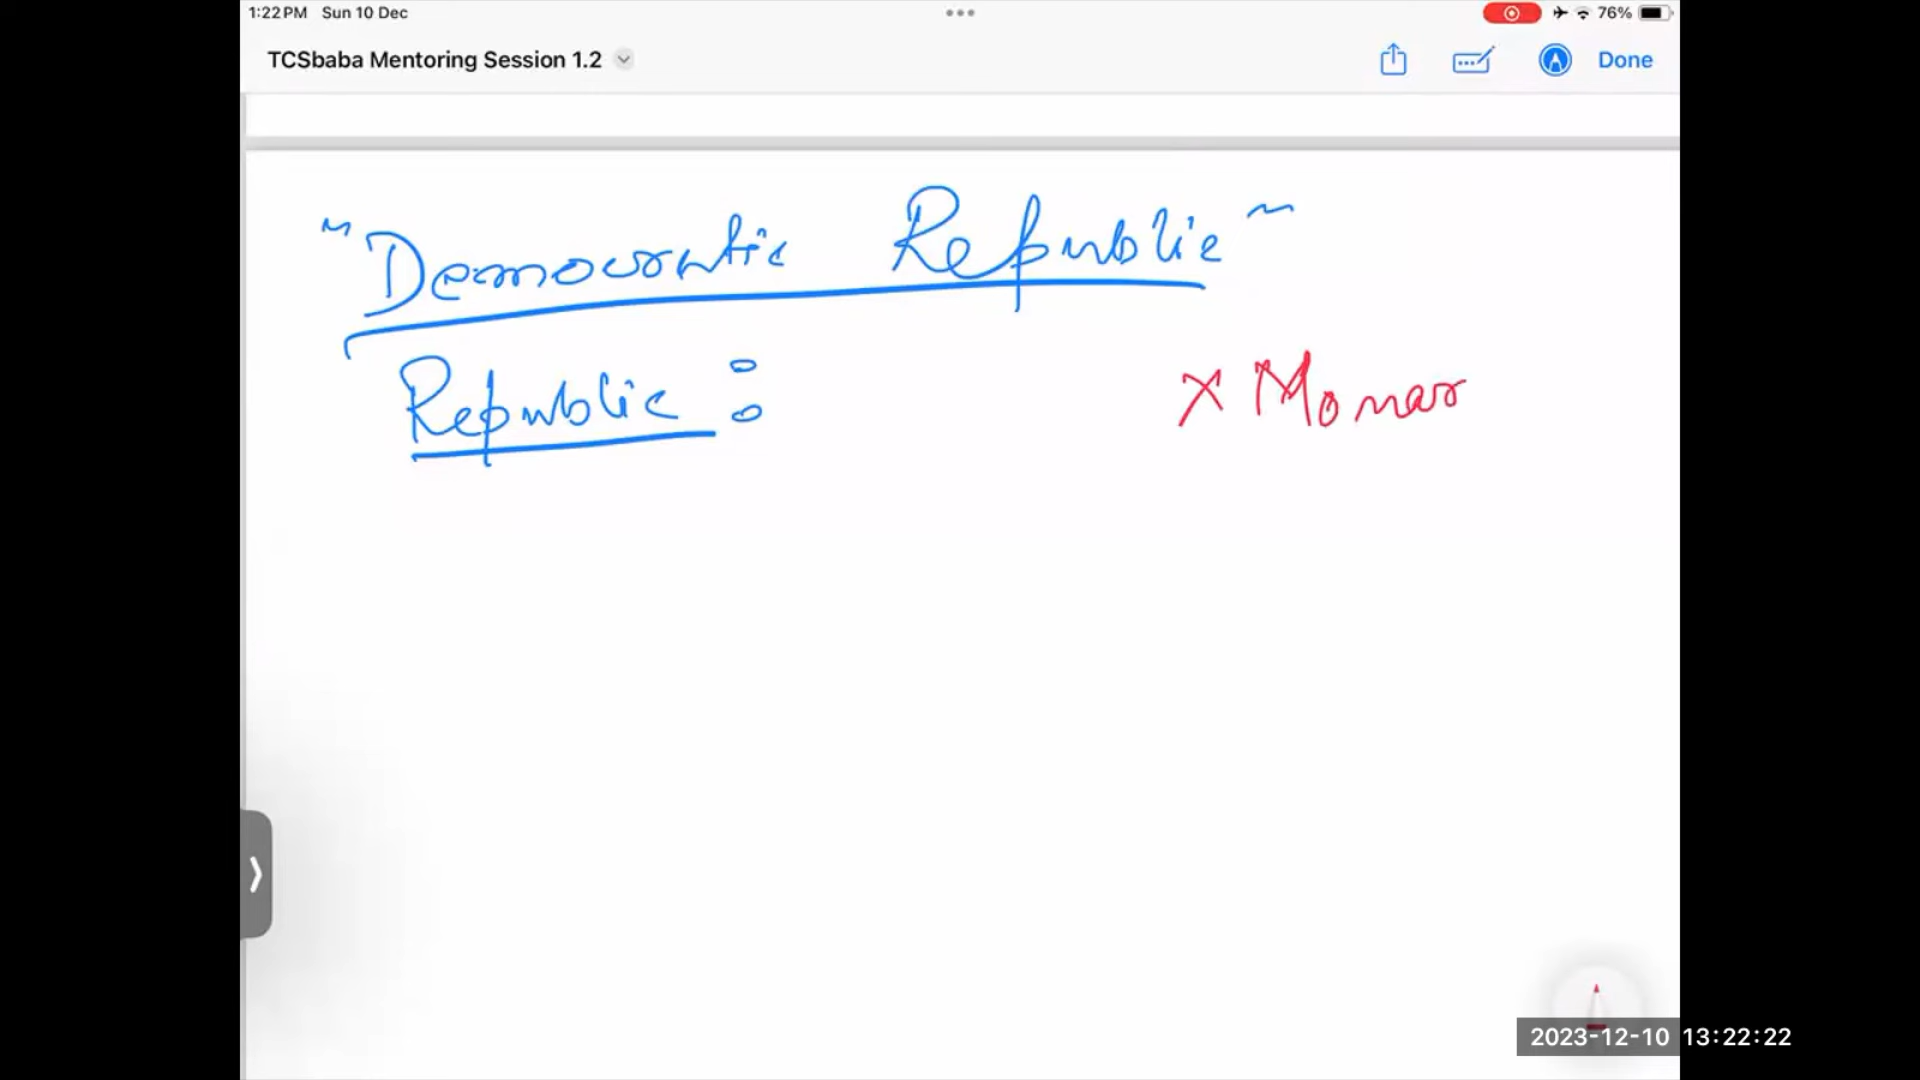 1:22 PM Sun 10 Dec
76%
TCSbaba Mentoring Session 1.2
Done
"Democratic Republic"
Republic :
X Monar
2023-12-10 13:22:22